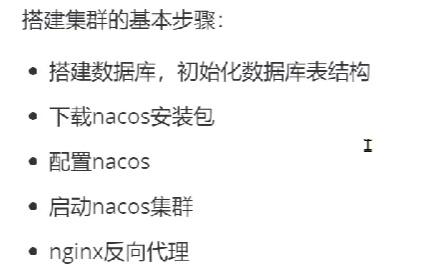 搭建集群的基本步骤：
搭建数据库，初始化数据库表结构
下载nacos安装包
配置nacos
启动nacos集群
nginx反向代理